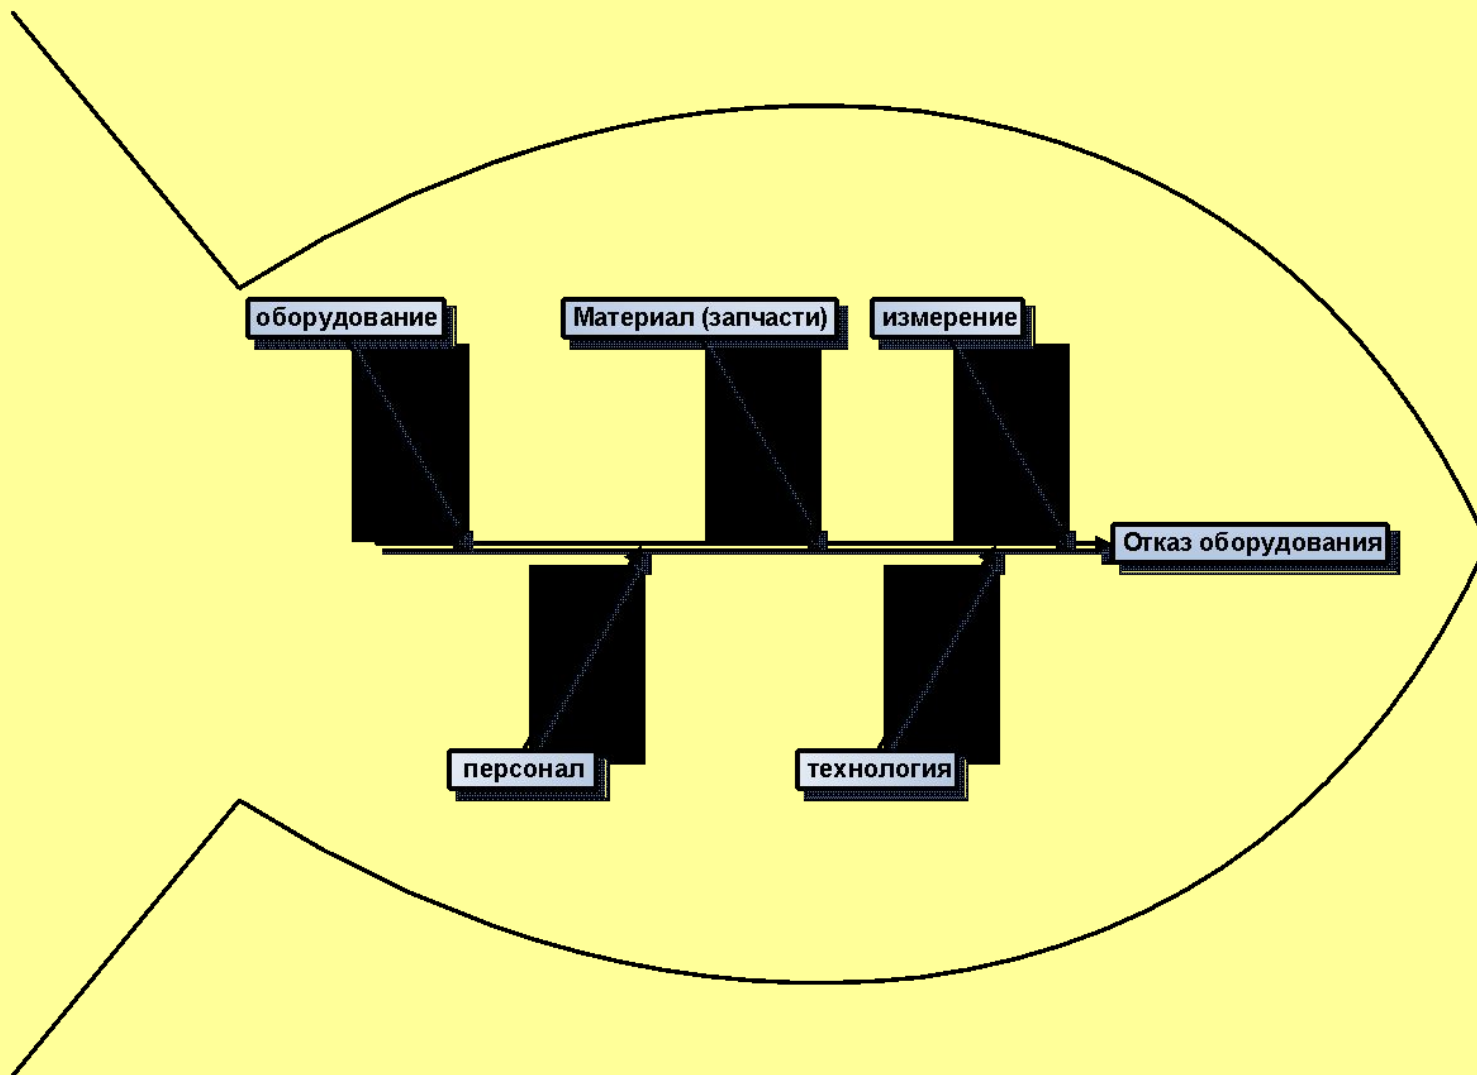 оборудование
Материал (запчасти)
измерение
Отказ оборудования
персонал
технология